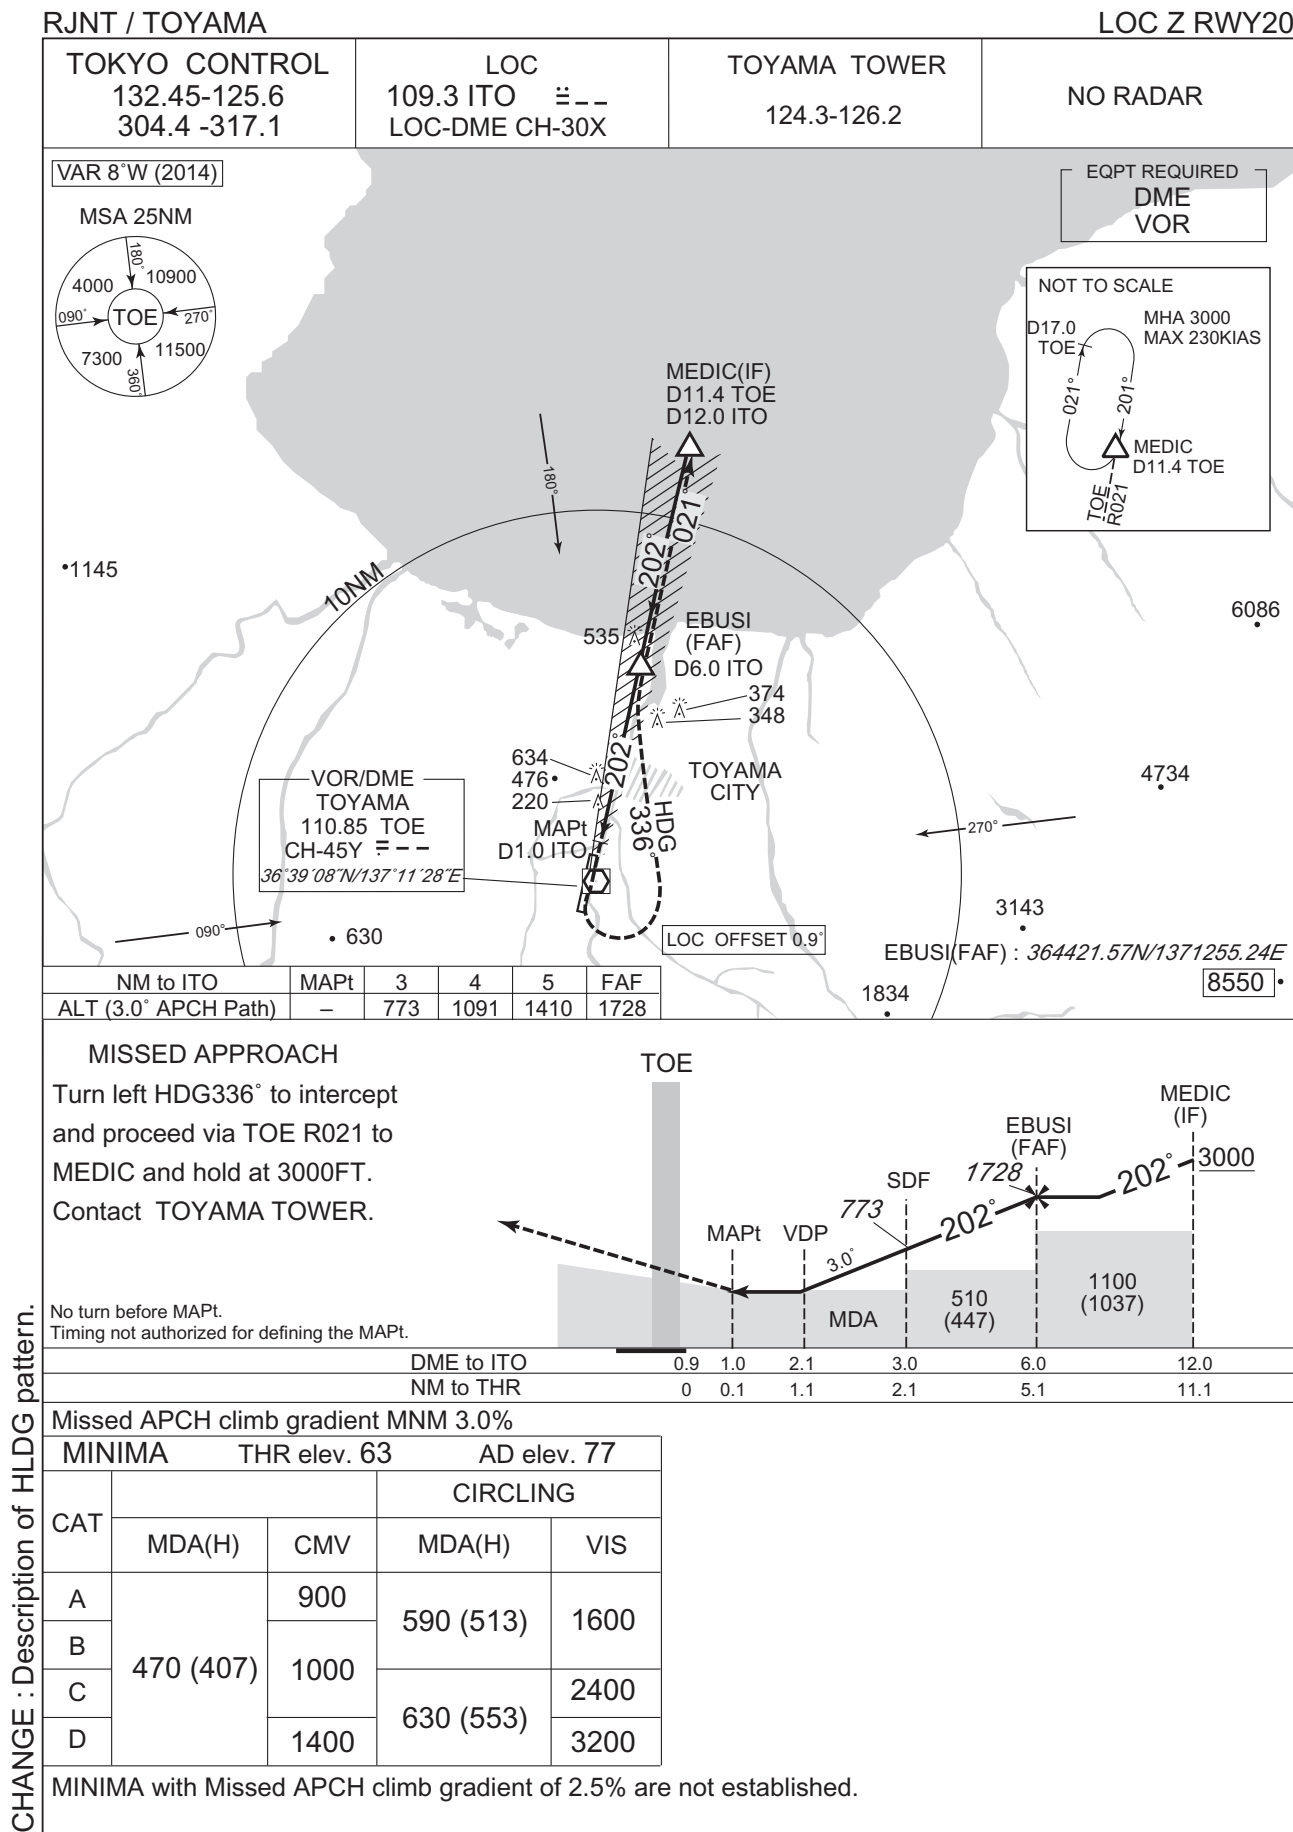 RJNT / TOYAMA
LOC Z RWY20
TOKYO CONTROL
132.45-125.6
304.4 -317.1
LOC
109.3 ITO
LOC-DME CH-30X
TOYAMA TOWER
124.3-126.2
NO RADAR
VAR 8˚W (2014)
MSA 25NM
180˚
4000
10900
090˚
TOE
270˚
7300
11500
360˚
EQPT REQUIRED
DME
VOR
NOT TO SCALE
D17.0
TOE
MHA 3000
MAX 230KIAS
021˚
201˚
MEDIC
D11.4 TOE
TOE
R021
MEDIC(IF)
D11.4 TOE
D12.0 ITO
180˚
021˚
202˚
•1145
10NM
6086
535
EBUSI
(FAF)
D6.0 ITO
374
348
202˚
634
476
220
TOYAMA
CITY
4734
VOR/DME
TOYAMA
110.85 TOE
CH-45Y
36˚39´08˝N/137˚11´28˝E
MAPt
D1.0 ITO
HDG
336˚
270˚
090˚
630
LOC OFFSET 0.9˚
3143
EBUSI(FAF) : 364421.57N/1371255.24E
8550
1834
NM to ITO MAPt 3 4 5 FAF
ALT (3.0˚ APCH Path) – 773 1091 1410 1728
MISSED APPROACH
Turn left HDG336˚ to intercept
and proceed via TOE R021 to
MEDIC and hold at 3000FT.
Contact TOYAMA TOWER.
No turn before MAPt.
Timing not authorized for defining the MAPt.
TOE
MEDIC
(IF)
EBUSI
(FAF)
3000
202˚
1728
SDF
773
202˚
MAPt
VDP
3.0˚
MDA
510
(447)
1100
(1037)
DME to ITO 0.9 1.0 2.1 3.0 6.0 12.0
NM to THR 0 0.1 1.1 2.1 5.1 11.1
Missed APCH climb gradient MNM 3.0%
MINIMA THR elev. 63 AD elev. 77
CAT
CIRCLING
MDA(H) CMV MDA(H) VIS
A 900
590 (513) 1600
B
470 (407) 1000
C 2400
630 (553)
D 1400 3200
MINIMA with Missed APCH climb gradient of 2.5% are not established.
CHANGE : Description of HLDG pattern.